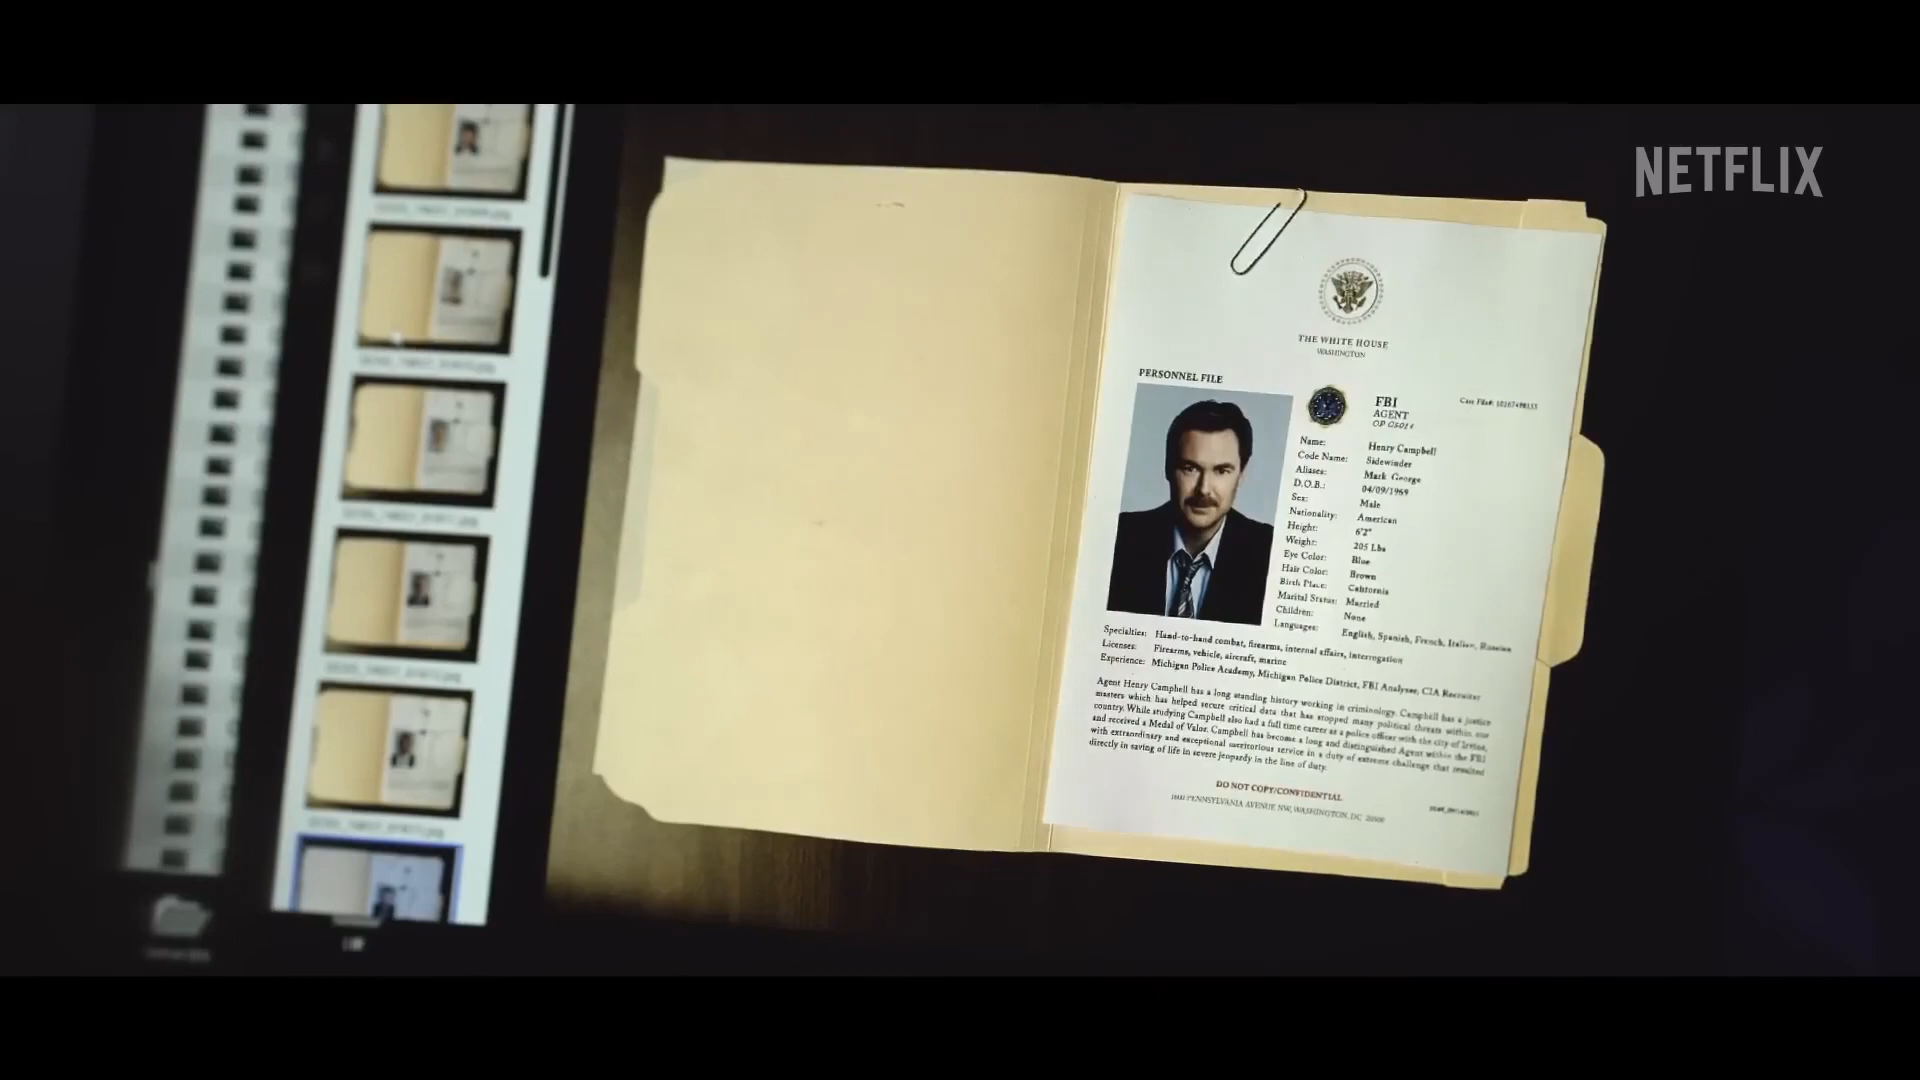 NETFLIX
THE WHITE HOUSE
WASHINGTON
PERSONNEL FILE
FBI
AGENT
Case File#:
Name: Henry Campbell
Code Name: Sidewinder
Aliases: Mark George
D.O.B.: 04/09/1969
Sex: Male
Nationality: American
Height: 6'2"
Weight: 205 Lbs
Eye Color: Blue
Hair Color: Brown
Birth Place: California
Marital Status: Married
Children: None
Languages: English, Spanish, French, Italian, Russian
Specialties: Hand-to-hand combat, firearms, internal affairs, interrogation
Licenses: Firearms, vehicle, aircraft, marine
Experience: Michigan Police Academy, Michigan Police District, FBI Analyser, CIA Recruiter
Agent Henry Campbell has a long standing history working in criminology. Campbell has a justice
masters which has helped secure critical data that has stopped many political threats within our
country. While studying Campbell also had a full time career as a police officer with the city of Irvine,
and received a Medal of Valor. Campbell has become a long and distinguished Agent within the FBI
with extraordinary and exceptional meritorious service in a duty of extreme challenge that resulted
directly in saving of life in severe jeopardy in the line of duty.
DO NOT COPY/CONFIDENTIAL
PENNSYLVANIA AVENUE NW, WASHINGTON, DC 20500